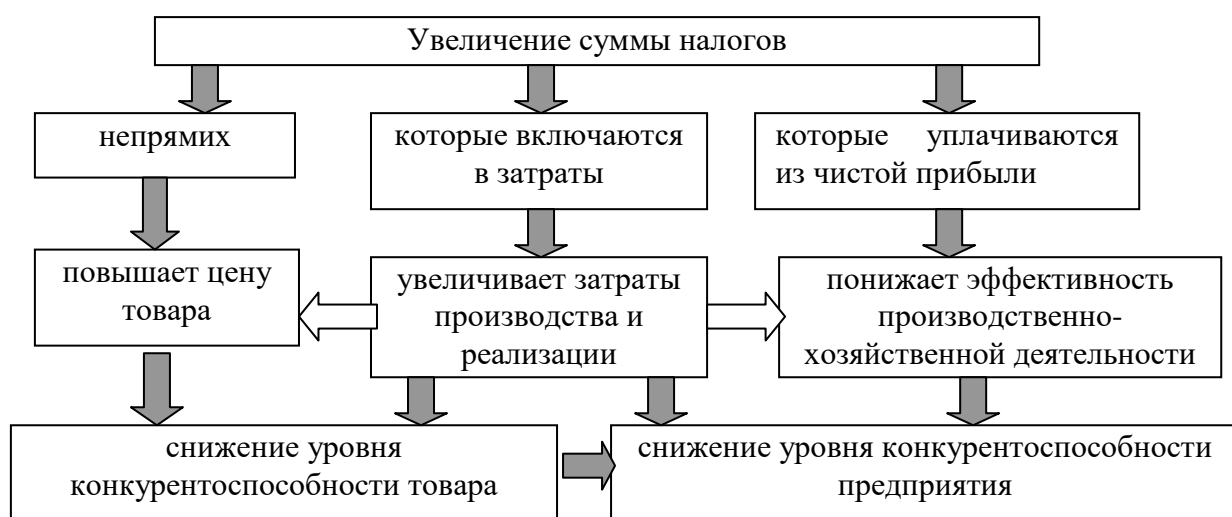 Увеличение суммы налогов
непрямих
которые включаются
в затраты
которые уплачиваются
из чистой прибыли
повышает цену
товара
увеличивает затраты
производства и
реализации
понижает эффективность
производственно-
хозяйственной деятельности
снижение уровня
конкурентоспособности товара
снижение уровня конкурентоспособности
предприятия